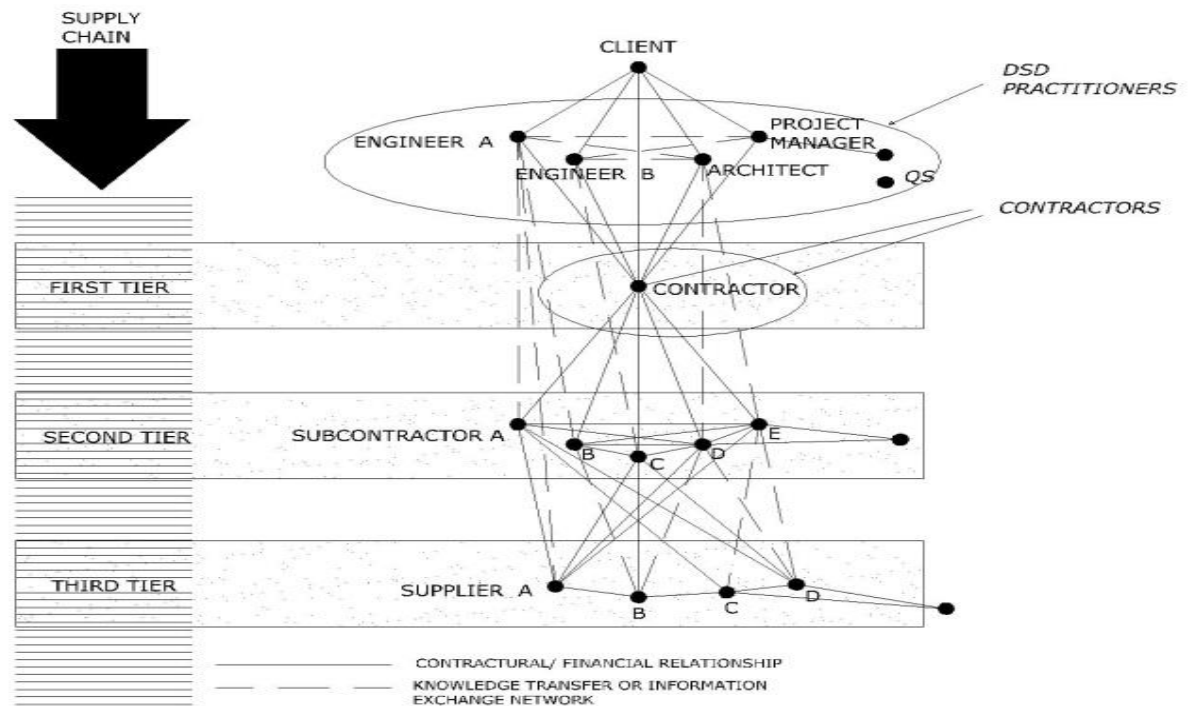 SUPPLY
CHAIN
CLIENT
DSD
PRACTITIONERS
ENGINEER A
PROJECT
MANAGER
ENGINEER B
ARCHITECT
QS
CONTRACTORS
FIRST TIER
CONTRACTOR
SECOND TIER
SUBCONTRACTOR A
B
C
D
E
THIRD TIER
SUPPLIER A
B
C
D
CONTRACTURAL/ FINANCIAL RELATIONSHIP
KNOWLEDGE TRANSFER OR INFORMATION
EXCHANGE NETWORK